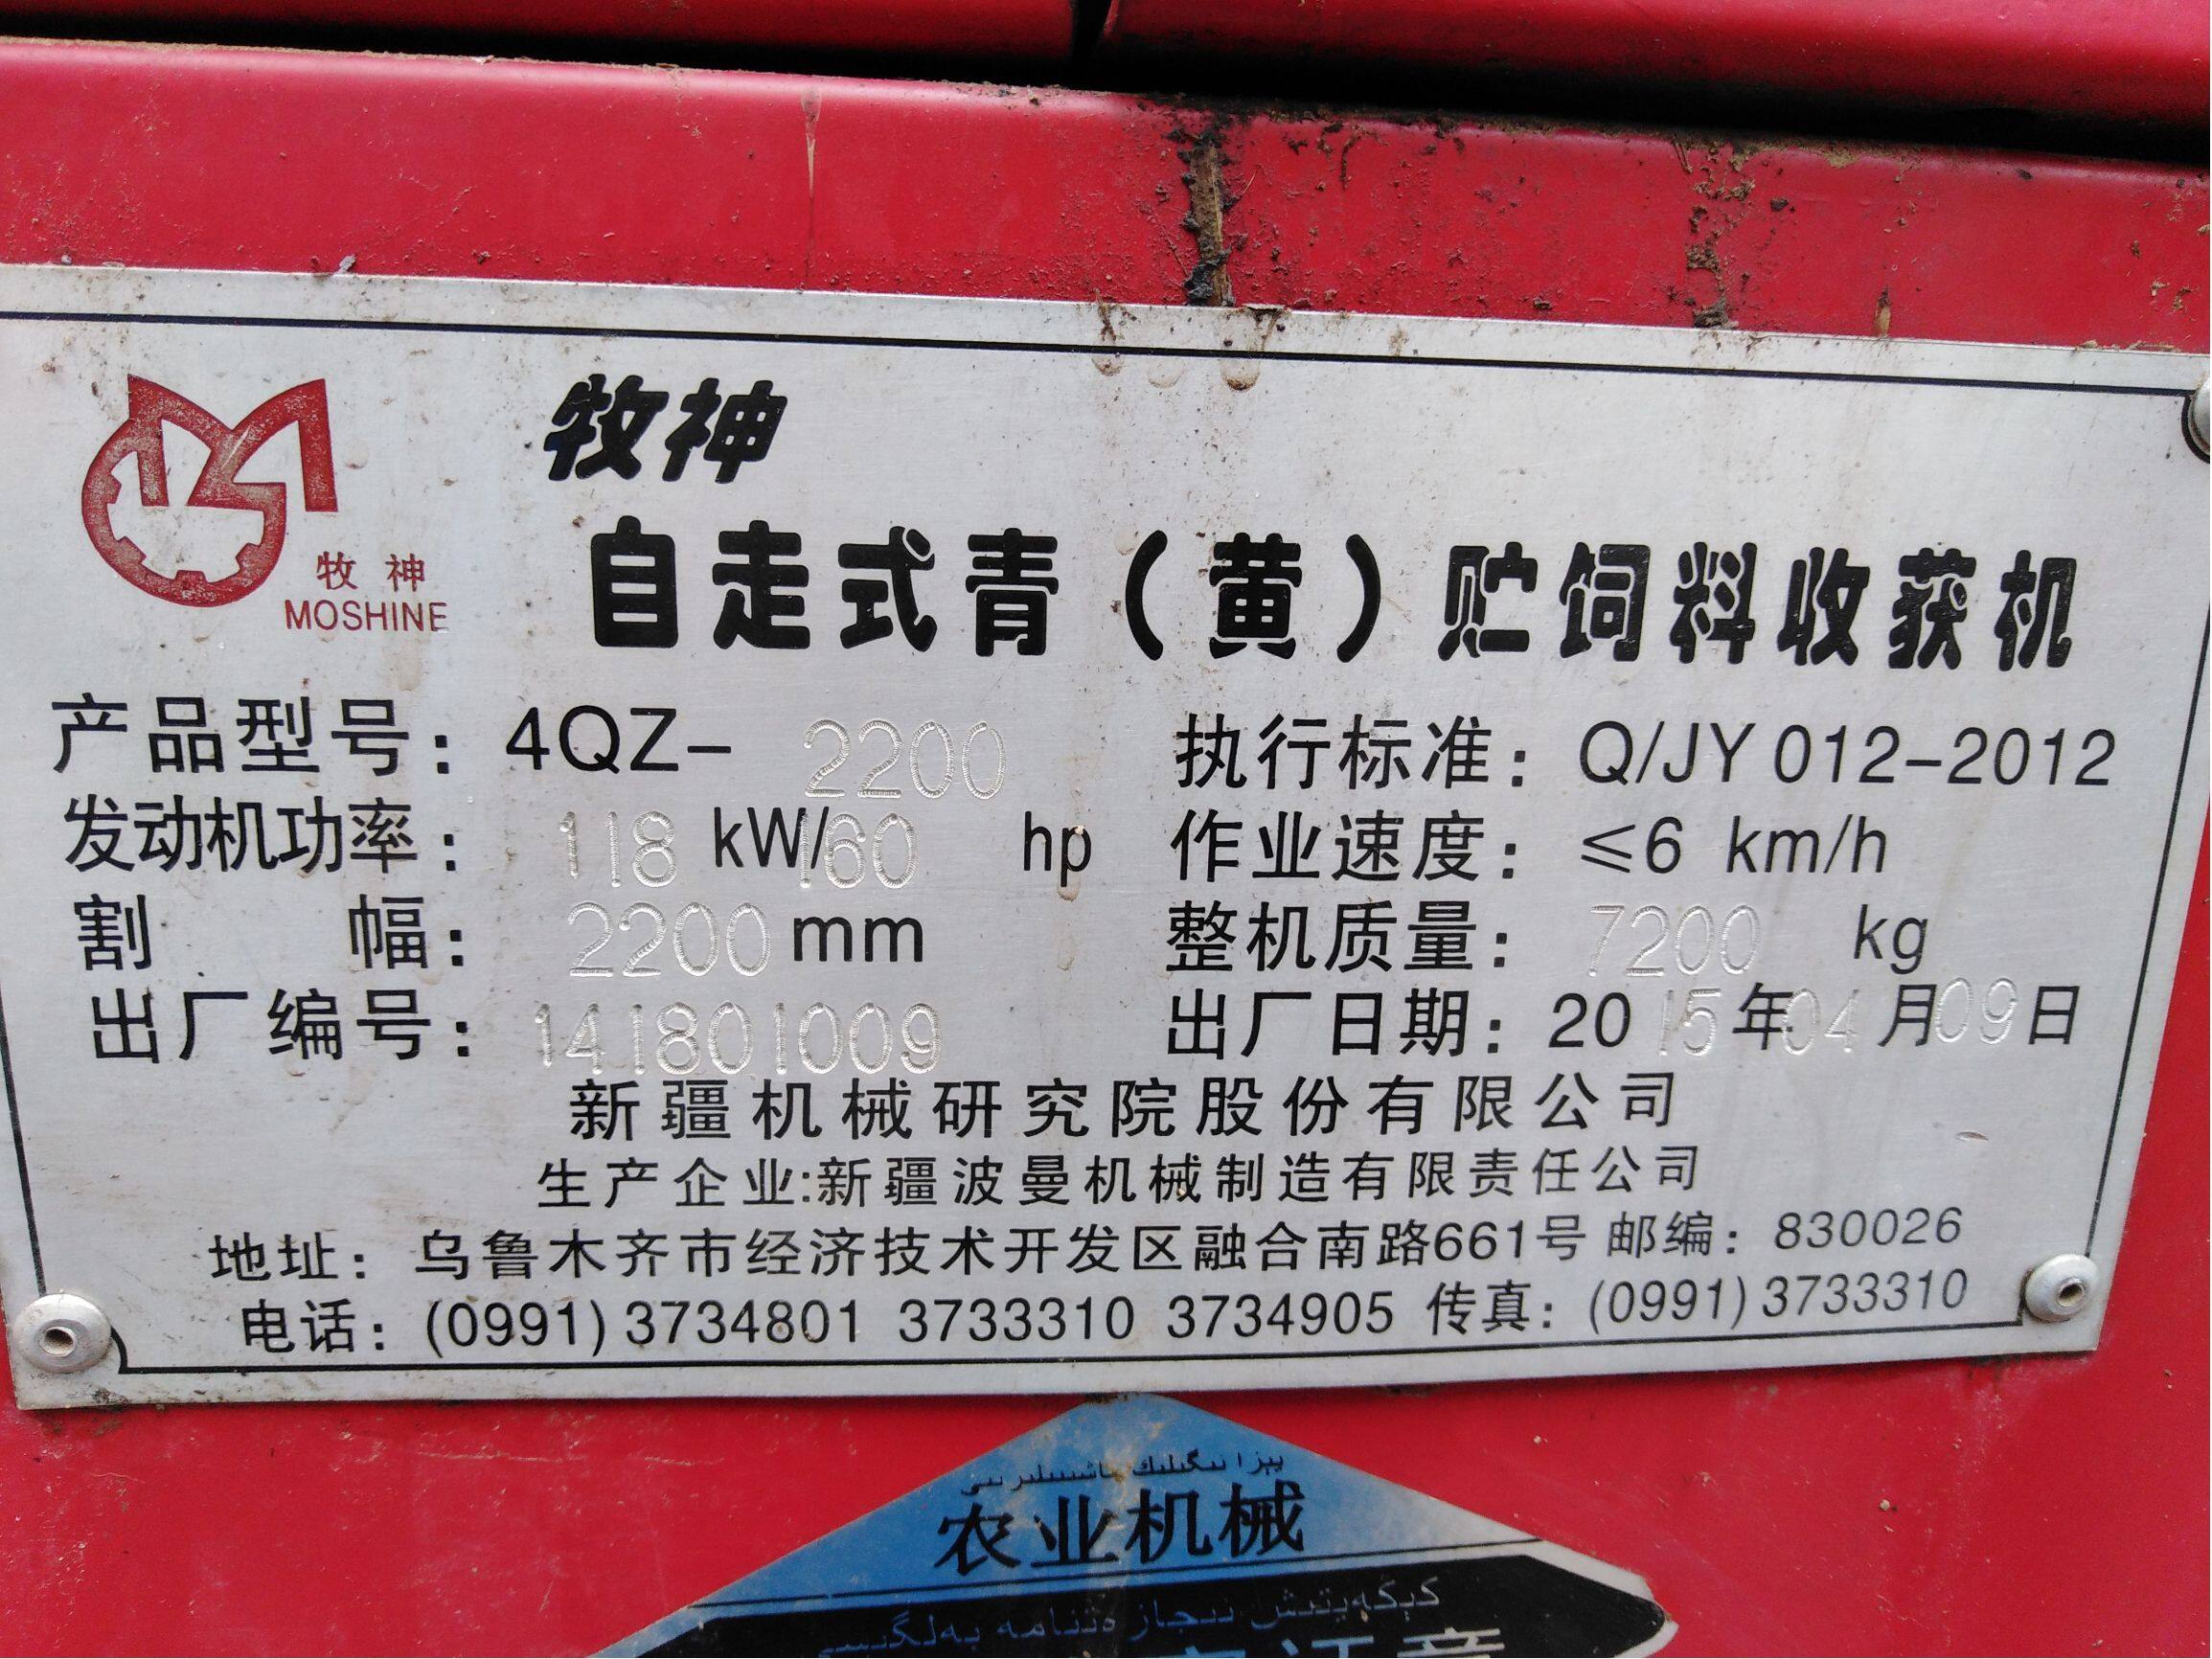 牧神
MOSHINE
牧神
自走式青（黄）贮饲料收获机
产品型号：4QZ-2200 执行标准：Q/JY 012-2012
发动机功率：118 kW/160 hp 作业速度：≤6 km/h
割幅：2200 mm 整机质量：7200 kg
出厂编号：141801009 出厂日期：2015年04月09日
新疆机械研究院股份有限公司
生产企业:新疆波曼机械制造有限责任公司
地址：乌鲁木齐市经济技术开发区融合南路661号 邮编：830026
电话：(0991)3734801 3733310 3734905 传真：(0991)3733310
يېزا ئىگىلىك ماشىنىلىرىنى
农业机械